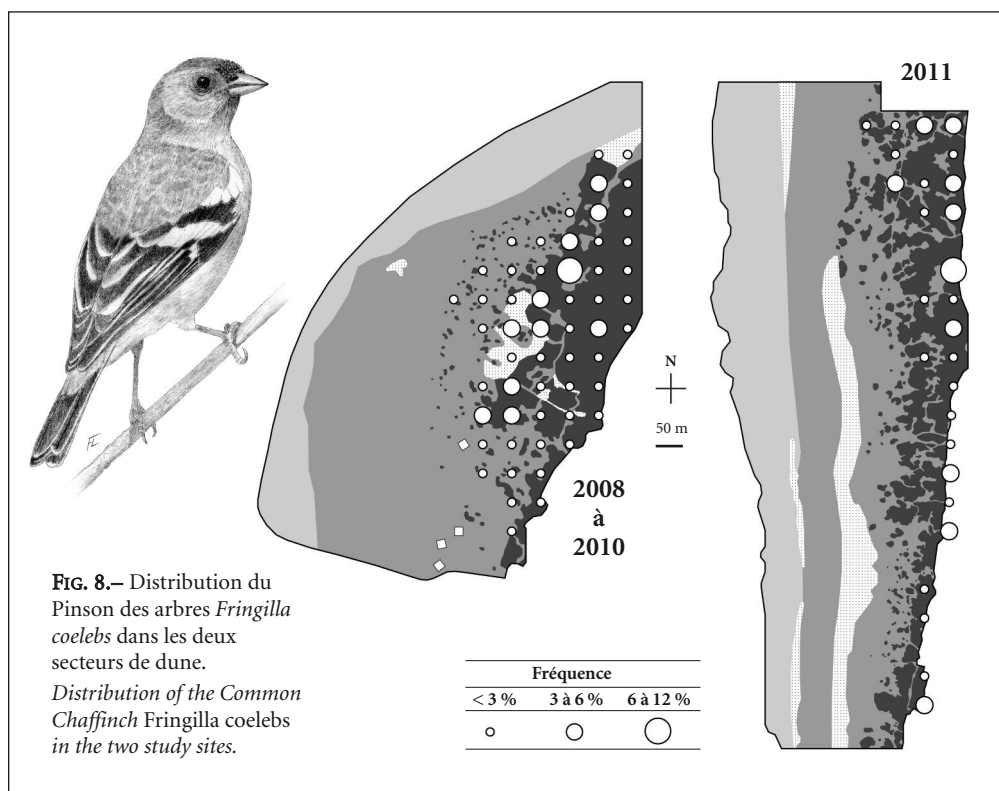 2011
N
50 m
2008
à
2010
FIG. 8.– Distribution du
Pinson des arbres Fringilla
coelebs dans les deux
secteurs de dune.
Distribution of the Common
Chaffinch Fringilla coelebs
in the two study sites.
Fréquence
< 3 % 3 à 6 % 6 à 12 %